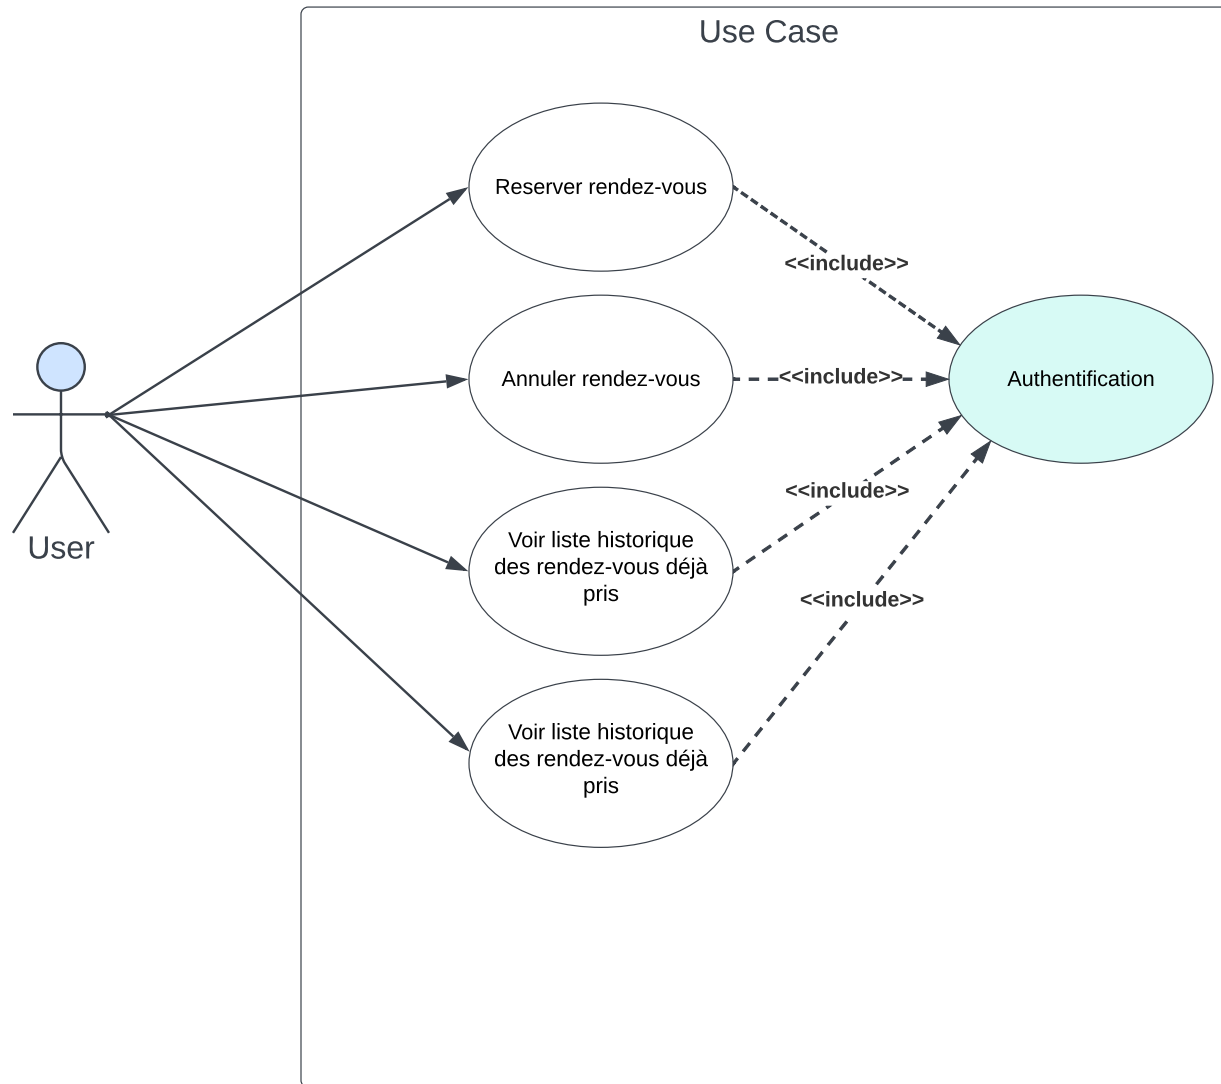 Use Case
Reserver rendez-vous
<<include>>
Annuler rendez-vous
<<include>>
Authentification
User
Voir liste historique
des rendez-vous déjà
pris
<<include>>
Voir liste historique
des rendez-vous déjà
pris
<<include>>